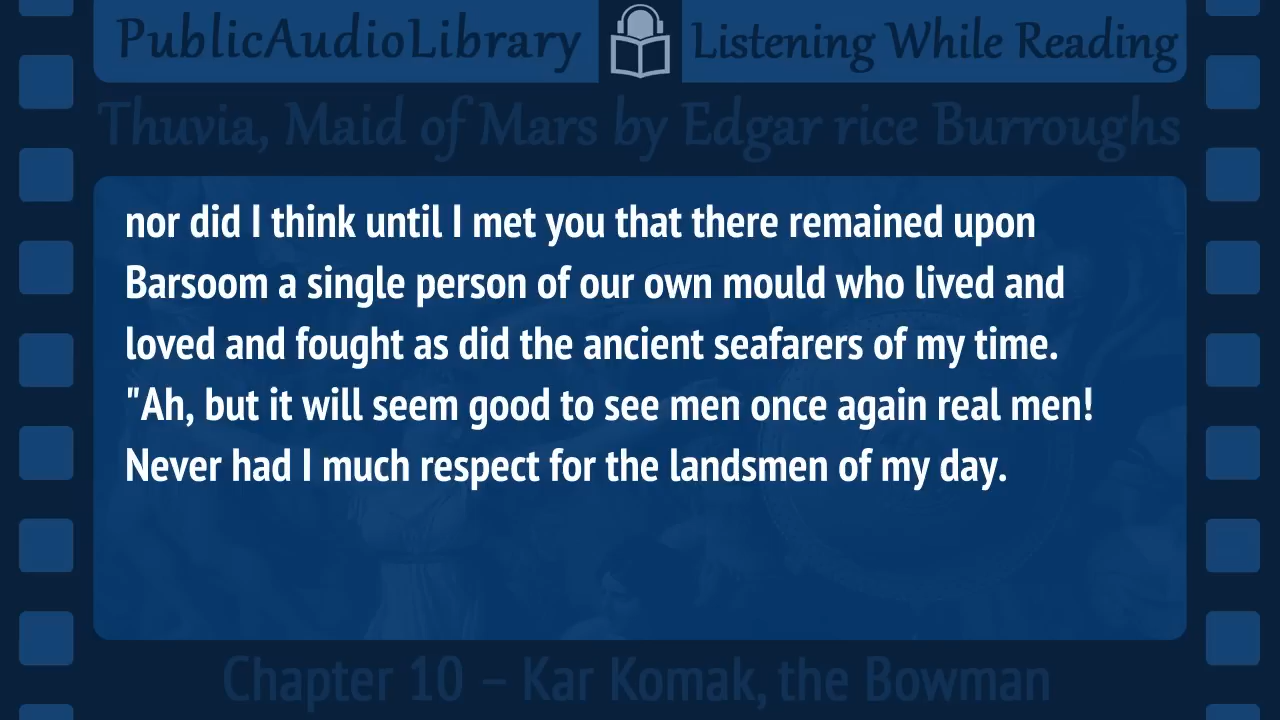 PublicAudioLibrary Listening While Reading
Thuvia, Maid of Mars by Edgar rice Burroughs
nor did I think until I met you that there remained upon
Barsoom a single person of our own mould who lived and
loved and fought as did the ancient seafarers of my time.
"Ah, but it will seem good to see men once again real men!
Never had I much respect for the landsmen of my day.
Chapter 10 – Kar Komak, the Bowman